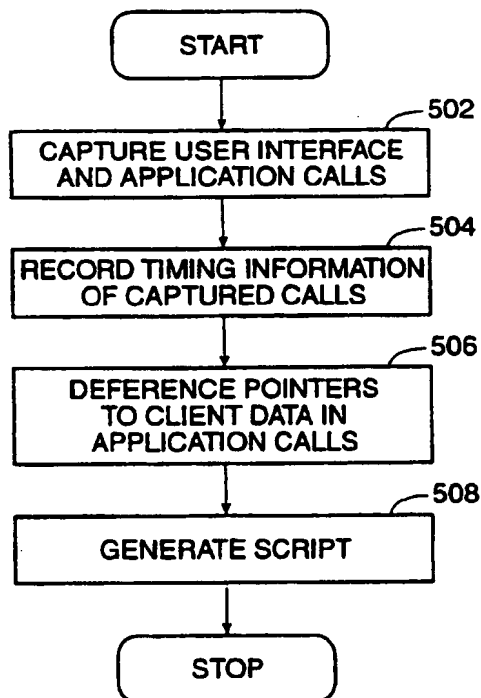 START
502
CAPTURE USER INTERFACE
AND APPLICATION CALLS
504
RECORD TIMING INFORMATION
OF CAPTURED CALLS
506
DEFERENCE POINTERS
TO CLIENT DATA IN
APPLICATION CALLS
508
GENERATE SCRIPT
STOP